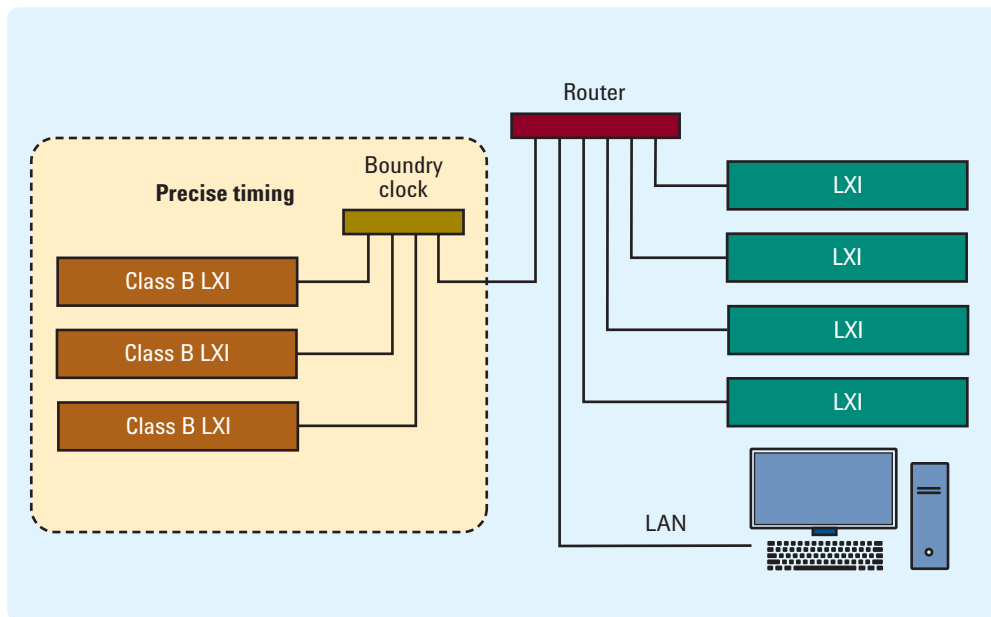 Router
Precise timing
Boundry
clock
Class B LXI
Class B LXI
Class B LXI
LXI
LXI
LXI
LXI
LAN